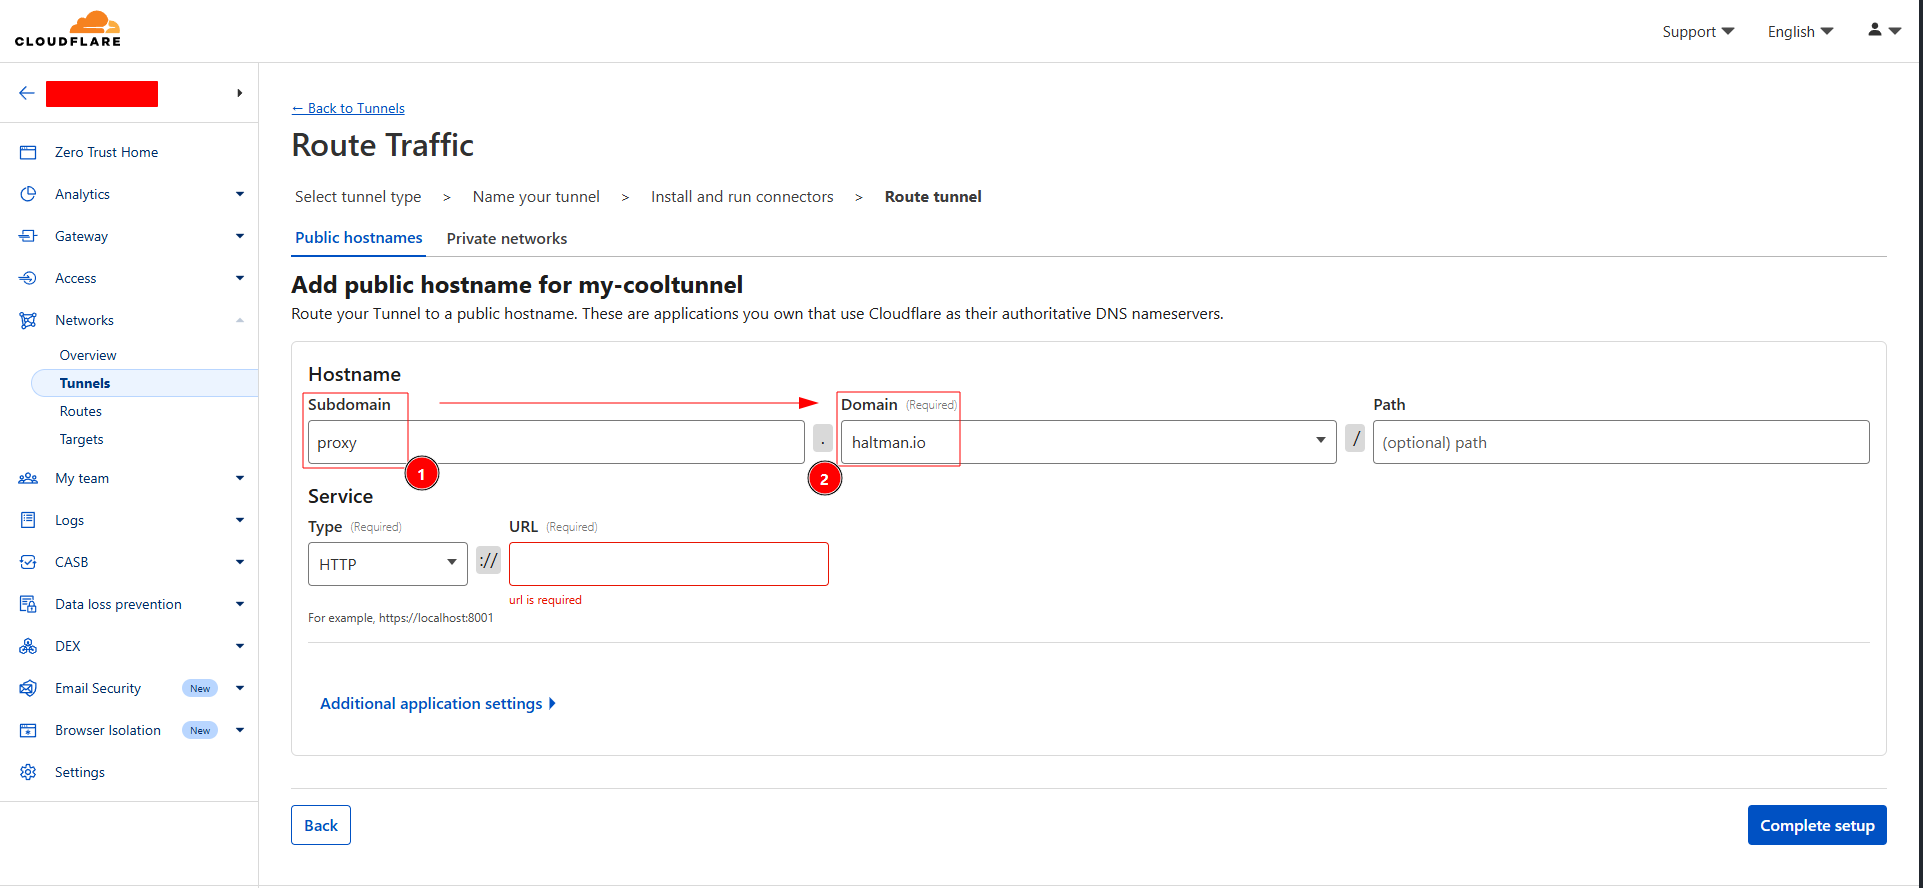 CLOUDFLARE
Support
English
Zero Trust Home
Analytics
Gateway
Access
Networks
Overview
Tunnels
Routes
Targets
My team
Logs
CASB
Data loss prevention
DEX
Email Security New
Browser Isolation New
Settings
← Back to Tunnels
Route Traffic
Select tunnel type > Name your tunnel > Install and run connectors > Route tunnel
Public hostnames Private networks
Add public hostname for my-cooltunnel
Route your Tunnel to a public hostname. These are applications you own that use Cloudflare as their authoritative DNS nameservers.
Hostname
Subdomain Domain (Required) Path
proxy . haltman.io / (optional) path
1 2
Service
Type (Required) URL (Required)
HTTP ://
url is required
For example, https://localhost:8001
Additional application settings
Back Complete setup